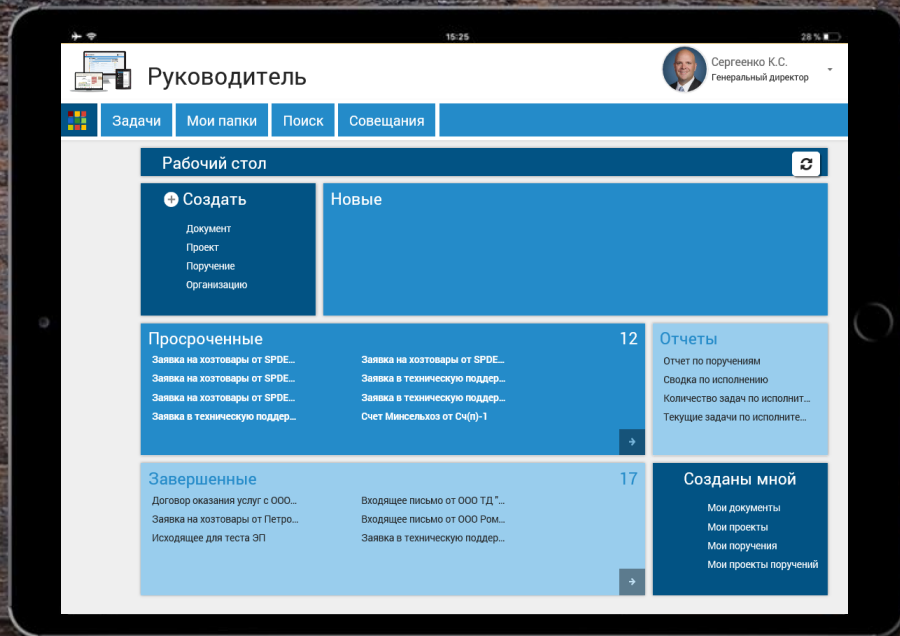 15:25
28 %
Руководитель
Сергеенко К.С.
Генеральный директор
Задачи
Мои папки
Поиск
Совещания
Рабочий стол
Создать
Документ
Проект
Поручение
Организацию
Новые
Просроченные
12
Заявка на хозтовары от SPDE...
Заявка на хозтовары от SPDE...
Заявка на хозтовары от SPDE...
Заявка в техническую поддер...
Заявка на хозтовары от SPDE...
Заявка в техническую поддер...
Заявка в техническую поддер...
Счет Минсельхоз от Сч(п)-1
Отчеты
Отчет по поручениям
Сводка по исполнению
Количество задач по исполнит...
Текущие задачи по исполните...
Завершенные
17
Договор оказания услуг с ООО...
Заявка на хозтовары от Петро...
Исходящее для теста ЭП
Входящее письмо от ООО ТД "...
Входящее письмо от ООО Ром...
Заявка в техническую поддер...
Созданы мной
Мои документы
Мои проекты
Мои поручения
Мои проекты поручений